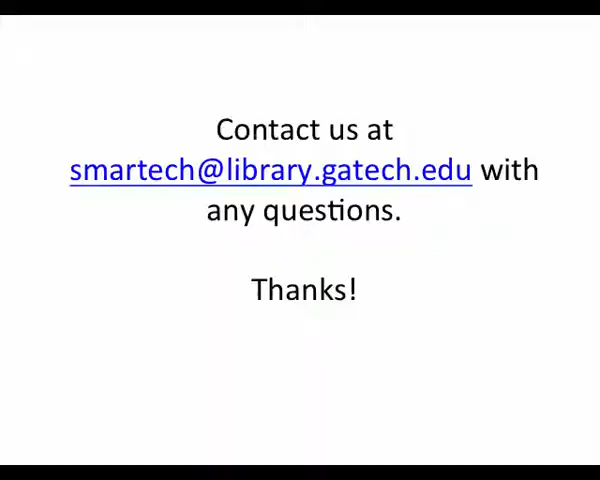 Contact us at
smartech@library.gatech.edu with
any questions.
Thanks!